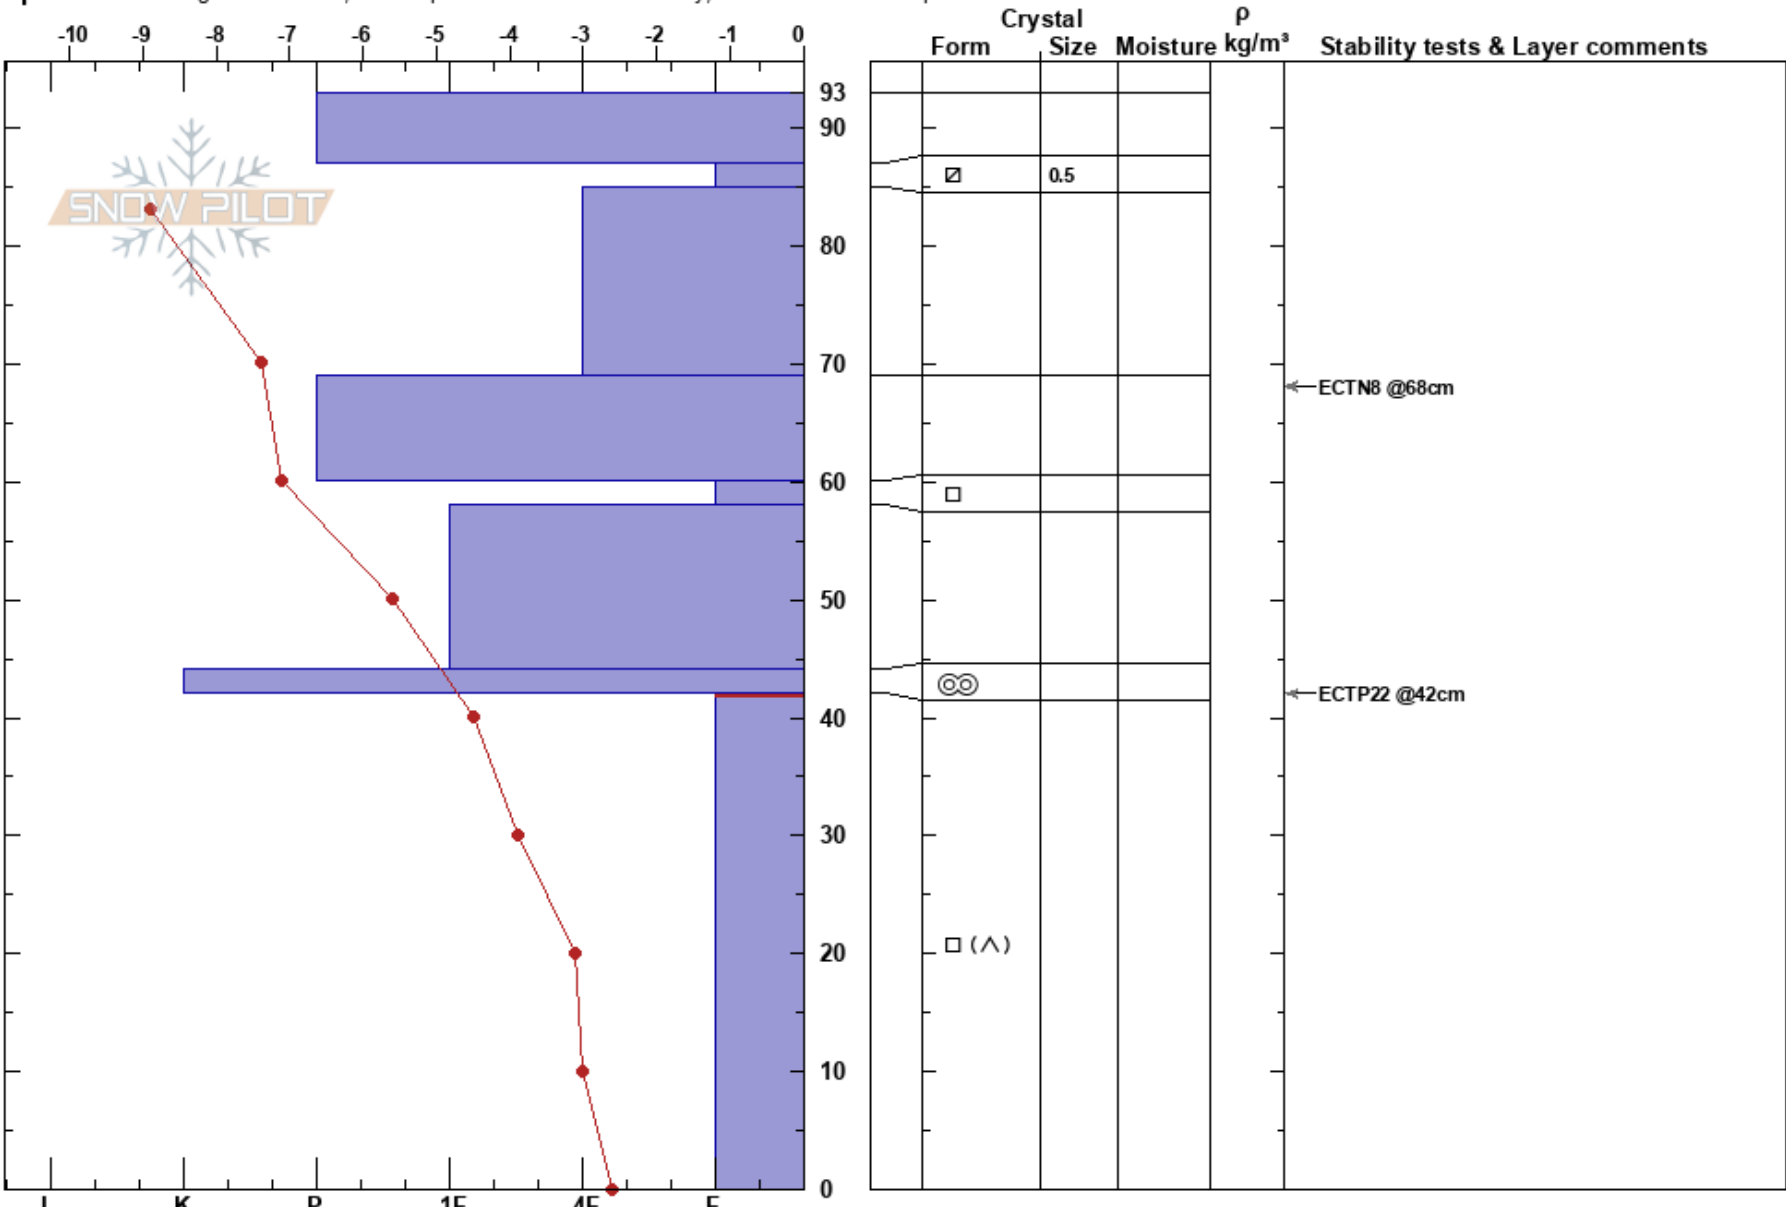 Crystal ρ
-10 -9 -8 -7 -6 -5 -4 -3 -2 -1 0
Form Size Moisture kg/m³ Stability tests & Layer comments
93
90
0.5
SNOW PILOT
80
70
ECTN8 @68cm
60
50
ECTP22 @42cm
40
30
20
10
0
K P 1F 4F F